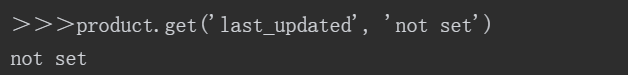 >>>product.get('last_updated', 'not set')
not set